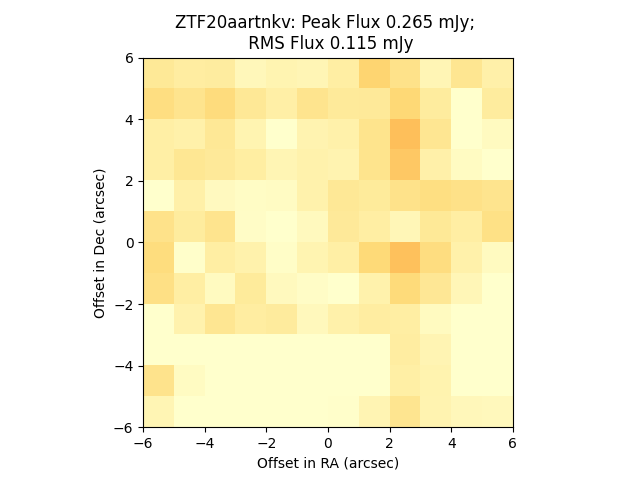 ZTF20aartnkv: Peak Flux 0.265 mJy;
RMS Flux 0.115 mJy
6
4
2
0
−2
−4
−6
Offset in Dec (arcsec)
−6 −4 −2 0 2 4 6
Offset in RA (arcsec)